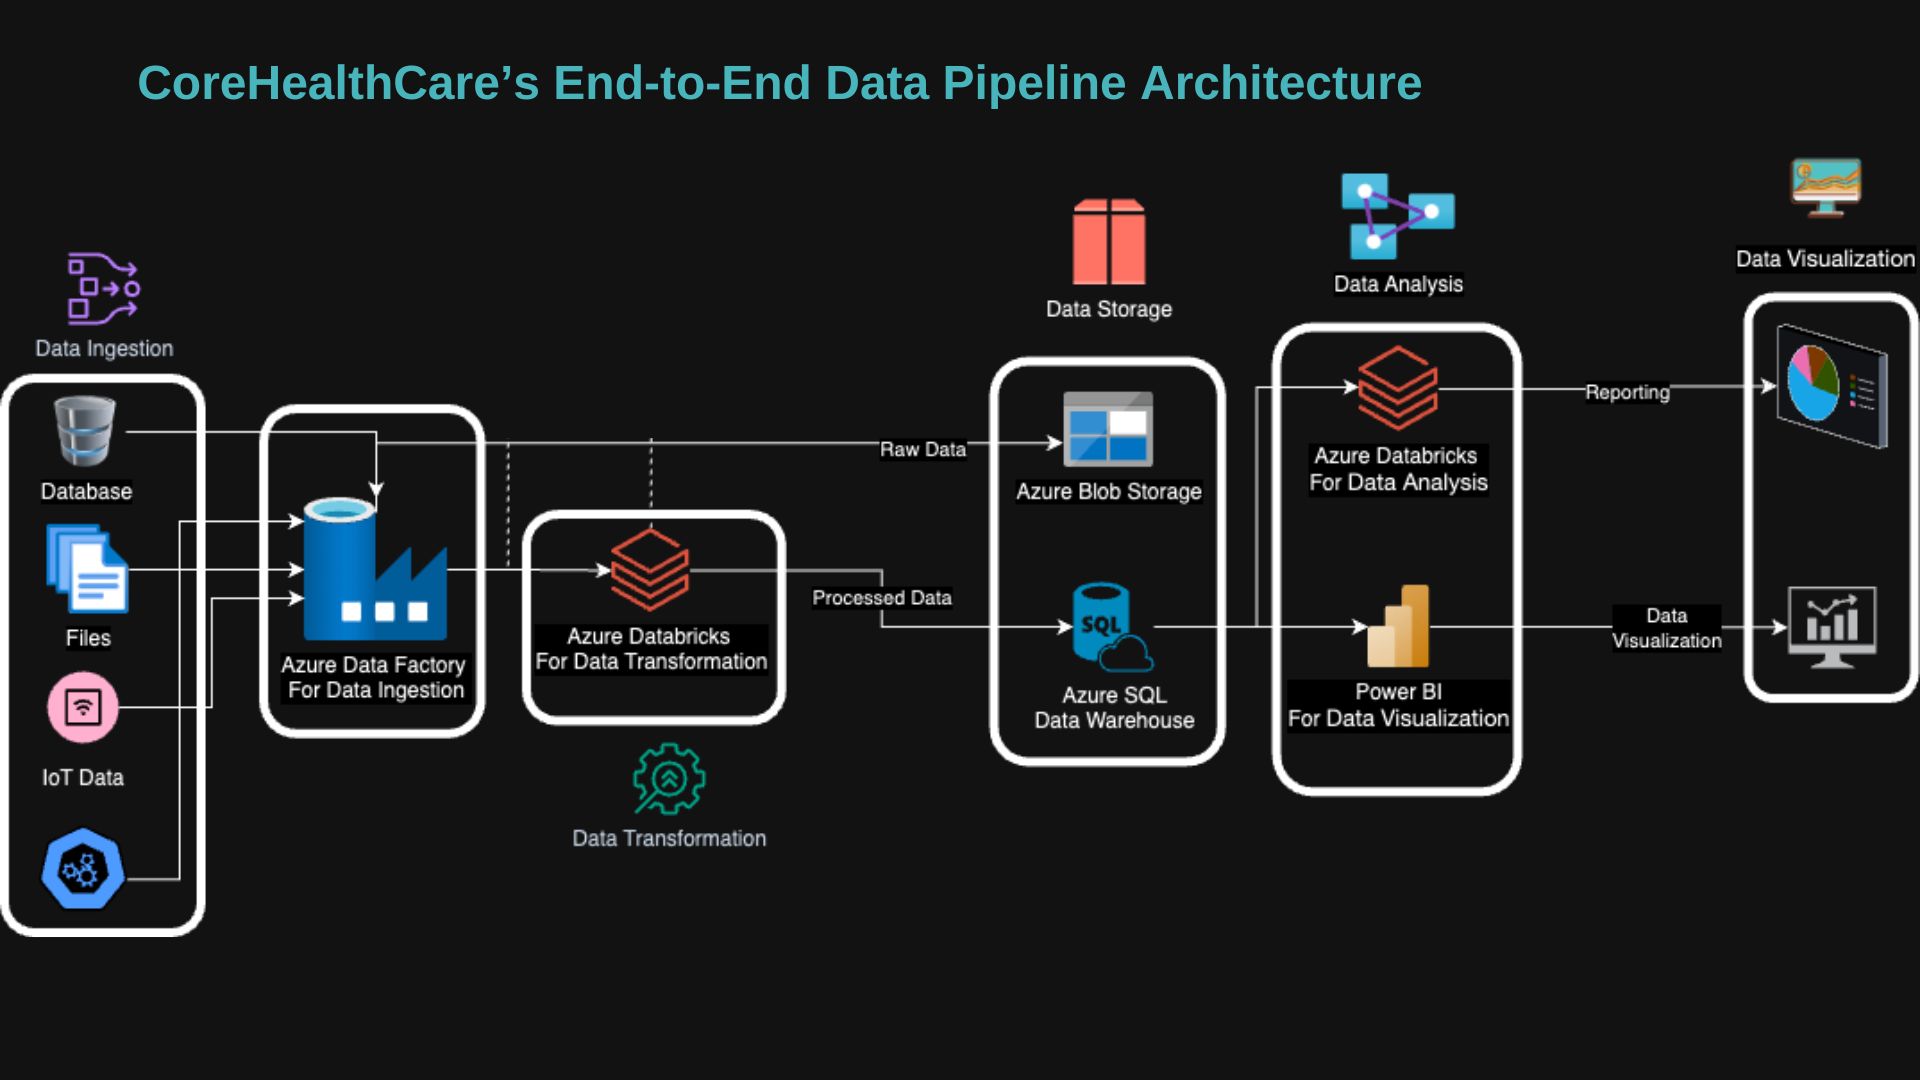 CoreHealthCare’s End-to-End Data Pipeline Architecture
Data Ingestion
Database
Files
IoT Data
Azure Data Factory
For Data Ingestion
Azure Databricks
For Data Transformation
Data Transformation
Raw Data
Processed Data
Data Storage
Azure Blob Storage
SQL
Azure SQL
Data Warehouse
Data Analysis
Azure Databricks
For Data Analysis
Power BI
For Data Visualization
Reporting
Data
Visualization
Data Visualization